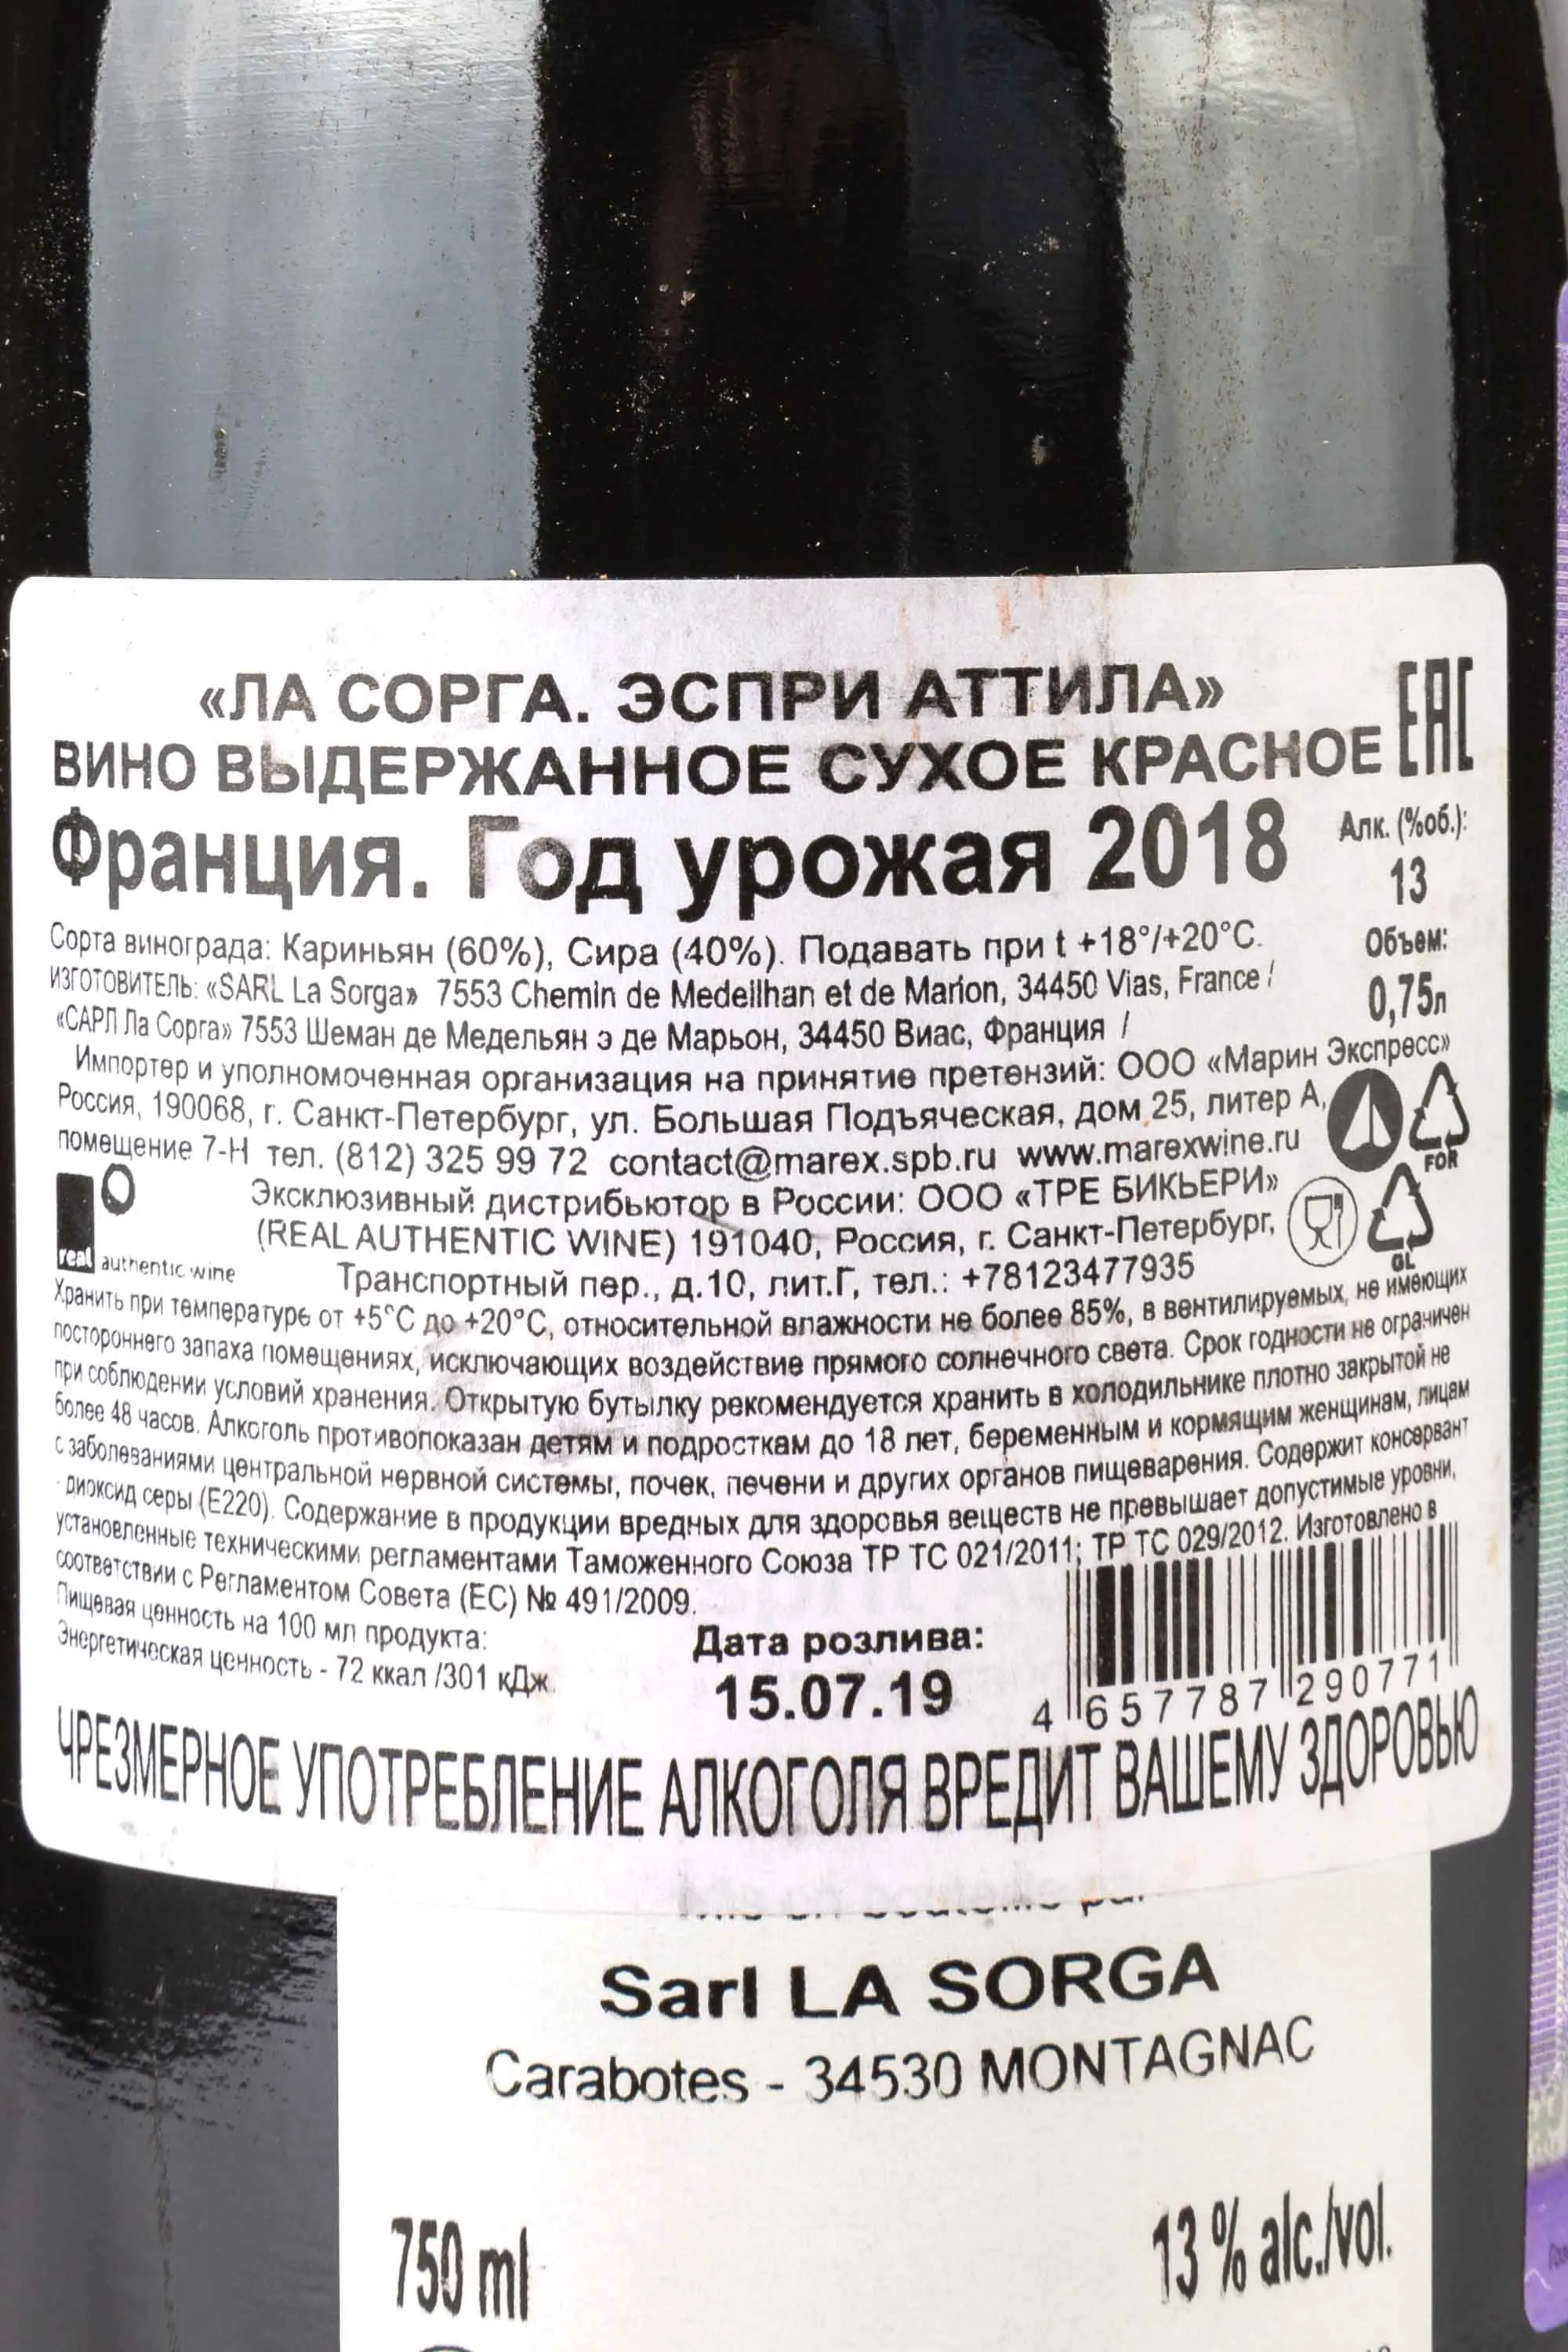 «ЛА СОРГА. ЭСПРИ АТТИЛА»
ВИНО ВЫДЕРЖАННОЕ СУХОЕ КРАСНОЕ
EAC
Франция. Год урожая 2018
Алк. (%об.):
13
Сорта винограда: Кариньян (60%), Сира (40%). Подавать при t +18°/+20°C.
Объем:
0,75л
ИЗГОТОВИТЕЛЬ: «SARL La Sorga» 7553 Chemin de Medeilhan et de Marion, 34450 Vias, France /
«САРЛ Ла Сорга» 7553 Шеман де Медельян э де Марьон, 34450 Виас, Франция /
Импортер и уполномоченная организация на принятие претензий: ООО «Марин Экспресс»
Россия, 190068, г. Санкт-Петербург, ул. Большая Подъяческая, дом 25, литер А,
помещение 7-Н тел. (812) 325 99 72 contact@marex.spb.ru www.marexwine.ru
FOR
Эксклюзивный дистрибьютор в России: ООО «ТРЕ БИКЬЕРИ»
(REAL AUTHENTIC WINE) 191040, Россия, г. Санкт-Петербург,
Транспортный пер., д.10, лит.Г, тел.: +78123477935
real authentic wine
GL
Хранить при температуре от +5°C до +20°C, относительной влажности не более 85%, в вентилируемых, не имеющих
постороннего запаха помещениях, исключающих воздействие прямого солнечного света. Срок годности не ограничен
при соблюдении условий хранения. Открытую бутылку рекомендуется хранить в холодильнике плотно закрытой не
более 48 часов. Алкоголь противопоказан детям и подросткам до 18 лет, беременным и кормящим женщинам, лицам
с заболеваниями центральной нервной системы, почек, печени и других органов пищеварения. Содержит консервант
- диоксид серы (Е220). Содержание в продукции вредных для здоровья веществ не превышает допустимые уровни,
установленные техническими регламентами Таможенного Союза ТР ТС 021/2011; ТР ТС 029/2012. Изготовлено в
соответствии с Регламентом Совета (ЕС) № 491/2009.
Пищевая ценность на 100 мл продукта:
Энергетическая ценность - 72 ккал /301 кДж.
Дата розлива:
15.07.19
4 657787 290771
ЧРЕЗМЕРНОЕ УПОТРЕБЛЕНИЕ АЛКОГОЛЯ ВРЕДИТ ВАШЕМУ ЗДОРОВЬЮ
Sarl LA SORGA
Carabotes - 34530 MONTAGNAC
750 ml
13 % alc./vol.